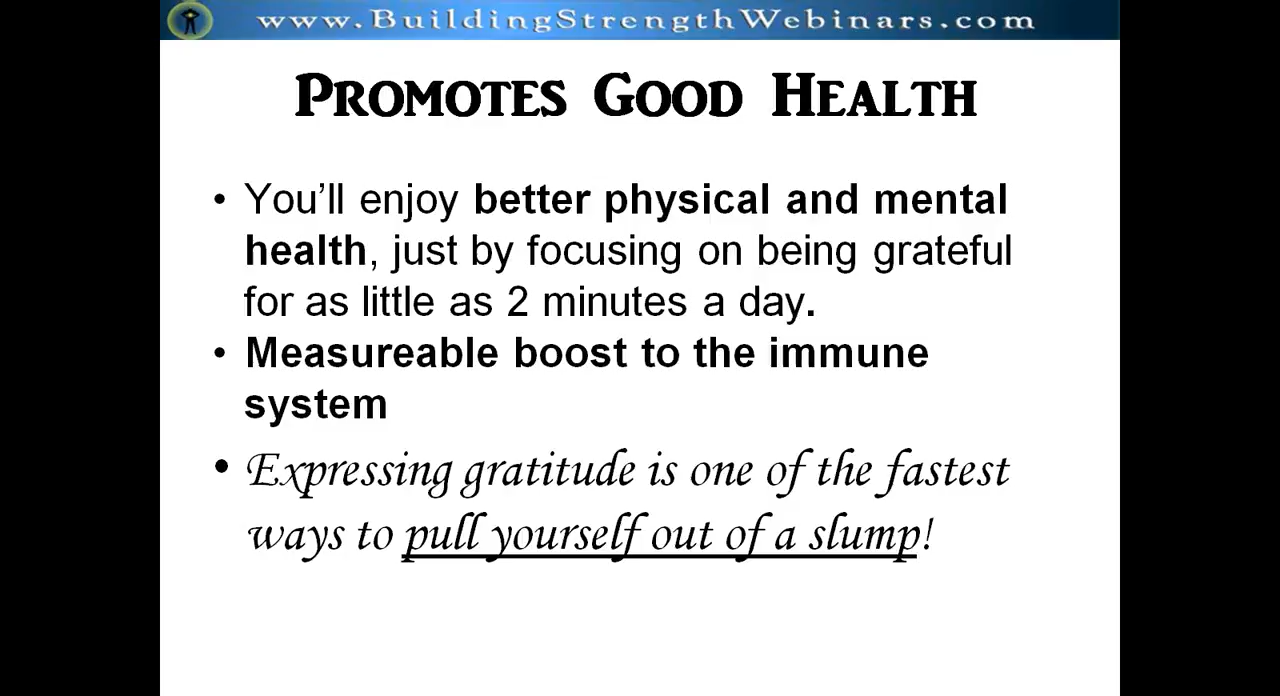 www.BuildingStrengthWebinars.com
Promotes Good Health
• You’ll enjoy better physical and mental
health, just by focusing on being grateful
for as little as 2 minutes a day.
• Measureable boost to the immune
system
• Expressing gratitude is one of the fastest
ways to pull yourself out of a slump!